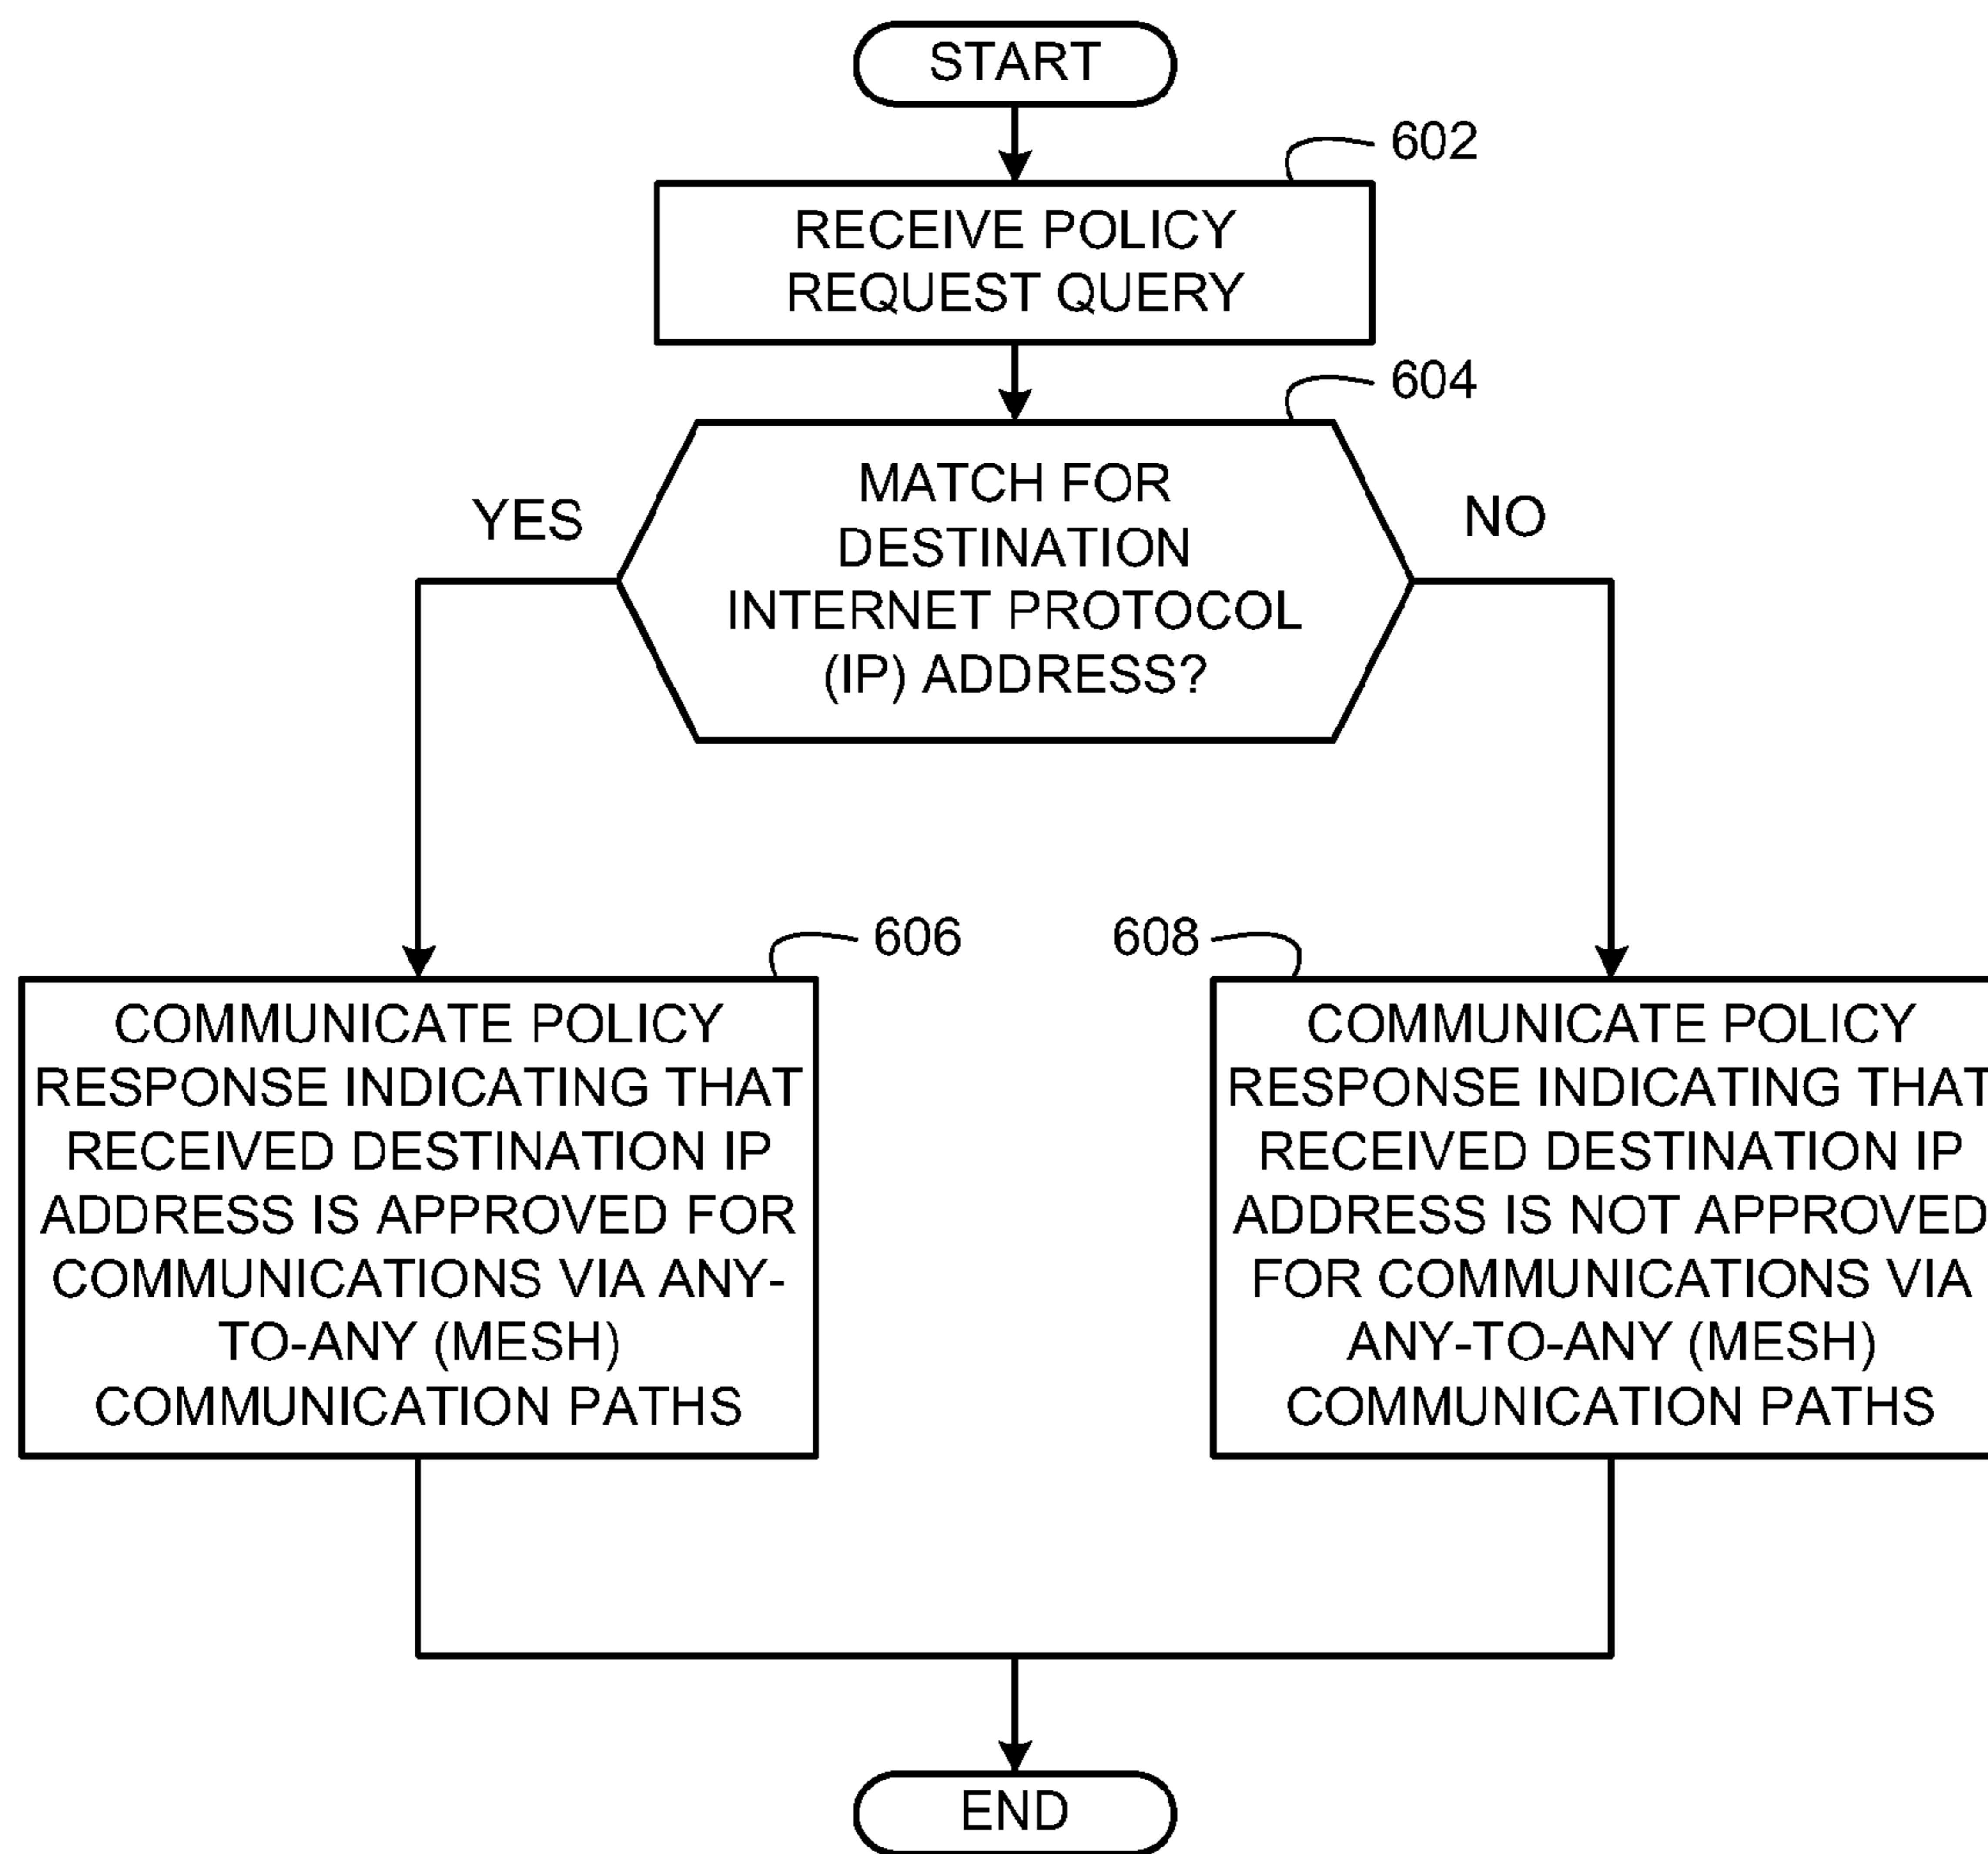 START
602
RECEIVE POLICY
REQUEST QUERY
604
MATCH FOR
DESTINATION
INTERNET PROTOCOL
(IP) ADDRESS?
YES
NO
606
COMMUNICATE POLICY
RESPONSE INDICATING THAT
RECEIVED DESTINATION IP
ADDRESS IS APPROVED FOR
COMMUNICATIONS VIA ANY-
TO-ANY (MESH)
COMMUNICATION PATHS
608
COMMUNICATE POLICY
RESPONSE INDICATING THAT
RECEIVED DESTINATION IP
ADDRESS IS NOT APPROVED
FOR COMMUNICATIONS VIA
ANY-TO-ANY (MESH)
COMMUNICATION PATHS
END